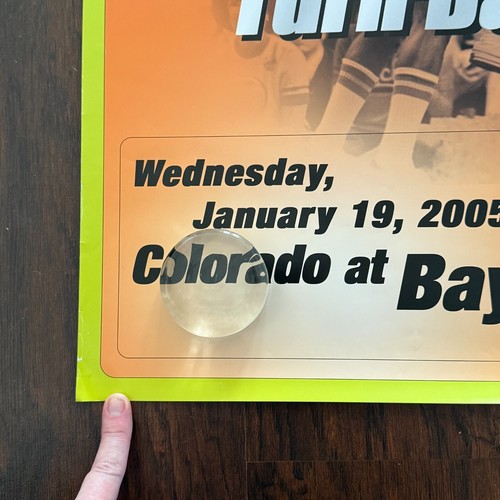 Wednesday,
January 19, 2005
Colorado at Bay